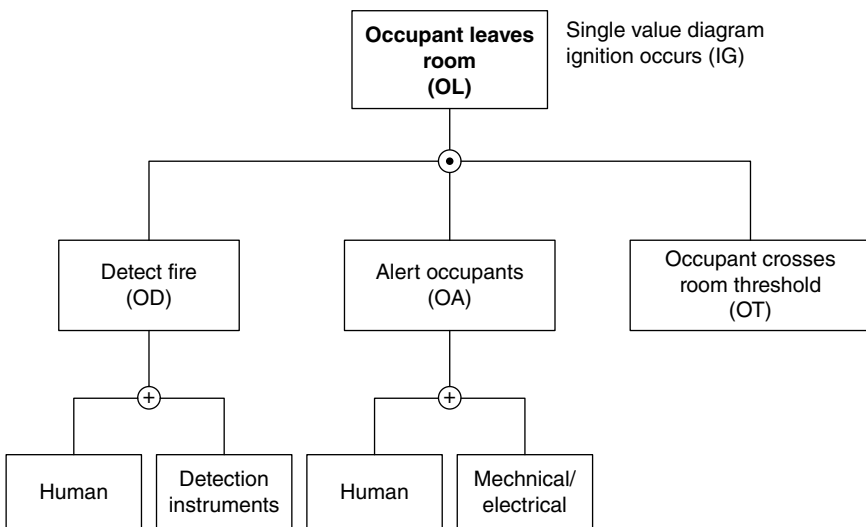 Occupant leaves
room
(OL)
Single value diagram
ignition occurs (IG)
Detect fire
(OD)
Alert occupants
(OA)
Occupant crosses
room threshold
(OT)
+
+
Human
Detection
instruments
Human
Mechnical/
electrical